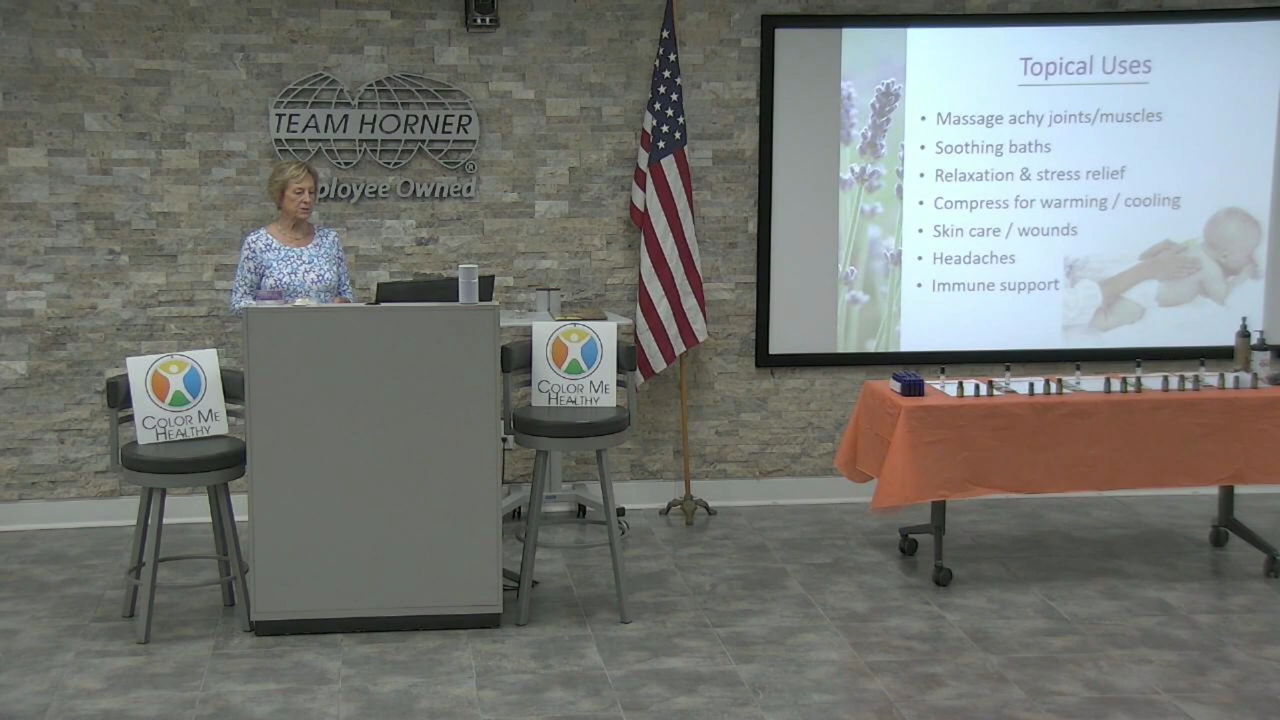 TEAM HORNER
®
ployee Owned
COLOR ME
HEALTHY
COLOR ME
HEALTHY
Topical Uses
• Massage achy joints/muscles
• Soothing baths
• Relaxation & stress relief
• Compress for warming / cooling
• Skin care / wounds
• Headaches
• Immune support